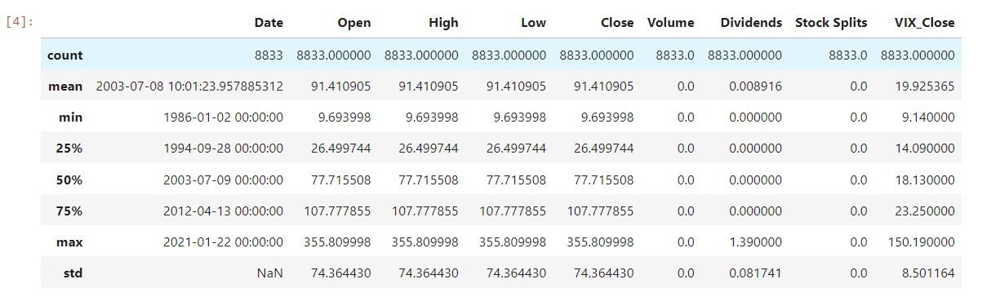 [4]: Date Open High Low Close Volume Dividends Stock Splits VIX_Close
count 8833 8833.000000 8833.000000 8833.000000 8833.000000 8833.0 8833.000000 8833.0 8833.000000
mean 2003-07-08 10:01:23.957885312 91.410905 91.410905 91.410905 91.410905 0.0 0.008916 0.0 19.925365
min 1986-01-02 00:00:00 9.693998 9.693998 9.693998 9.693998 0.0 0.000000 0.0 9.140000
25% 1994-09-28 00:00:00 26.499744 26.499744 26.499744 26.499744 0.0 0.000000 0.0 14.090000
50% 2003-07-09 00:00:00 77.715508 77.715508 77.715508 77.715508 0.0 0.000000 0.0 18.130000
75% 2012-04-13 00:00:00 107.777855 107.777855 107.777855 107.777855 0.0 0.000000 0.0 23.250000
max 2021-01-22 00:00:00 355.809998 355.809998 355.809998 355.809998 0.0 1.390000 0.0 150.190000
std NaN 74.364430 74.364430 74.364430 74.364430 0.0 0.081741 0.0 8.501164